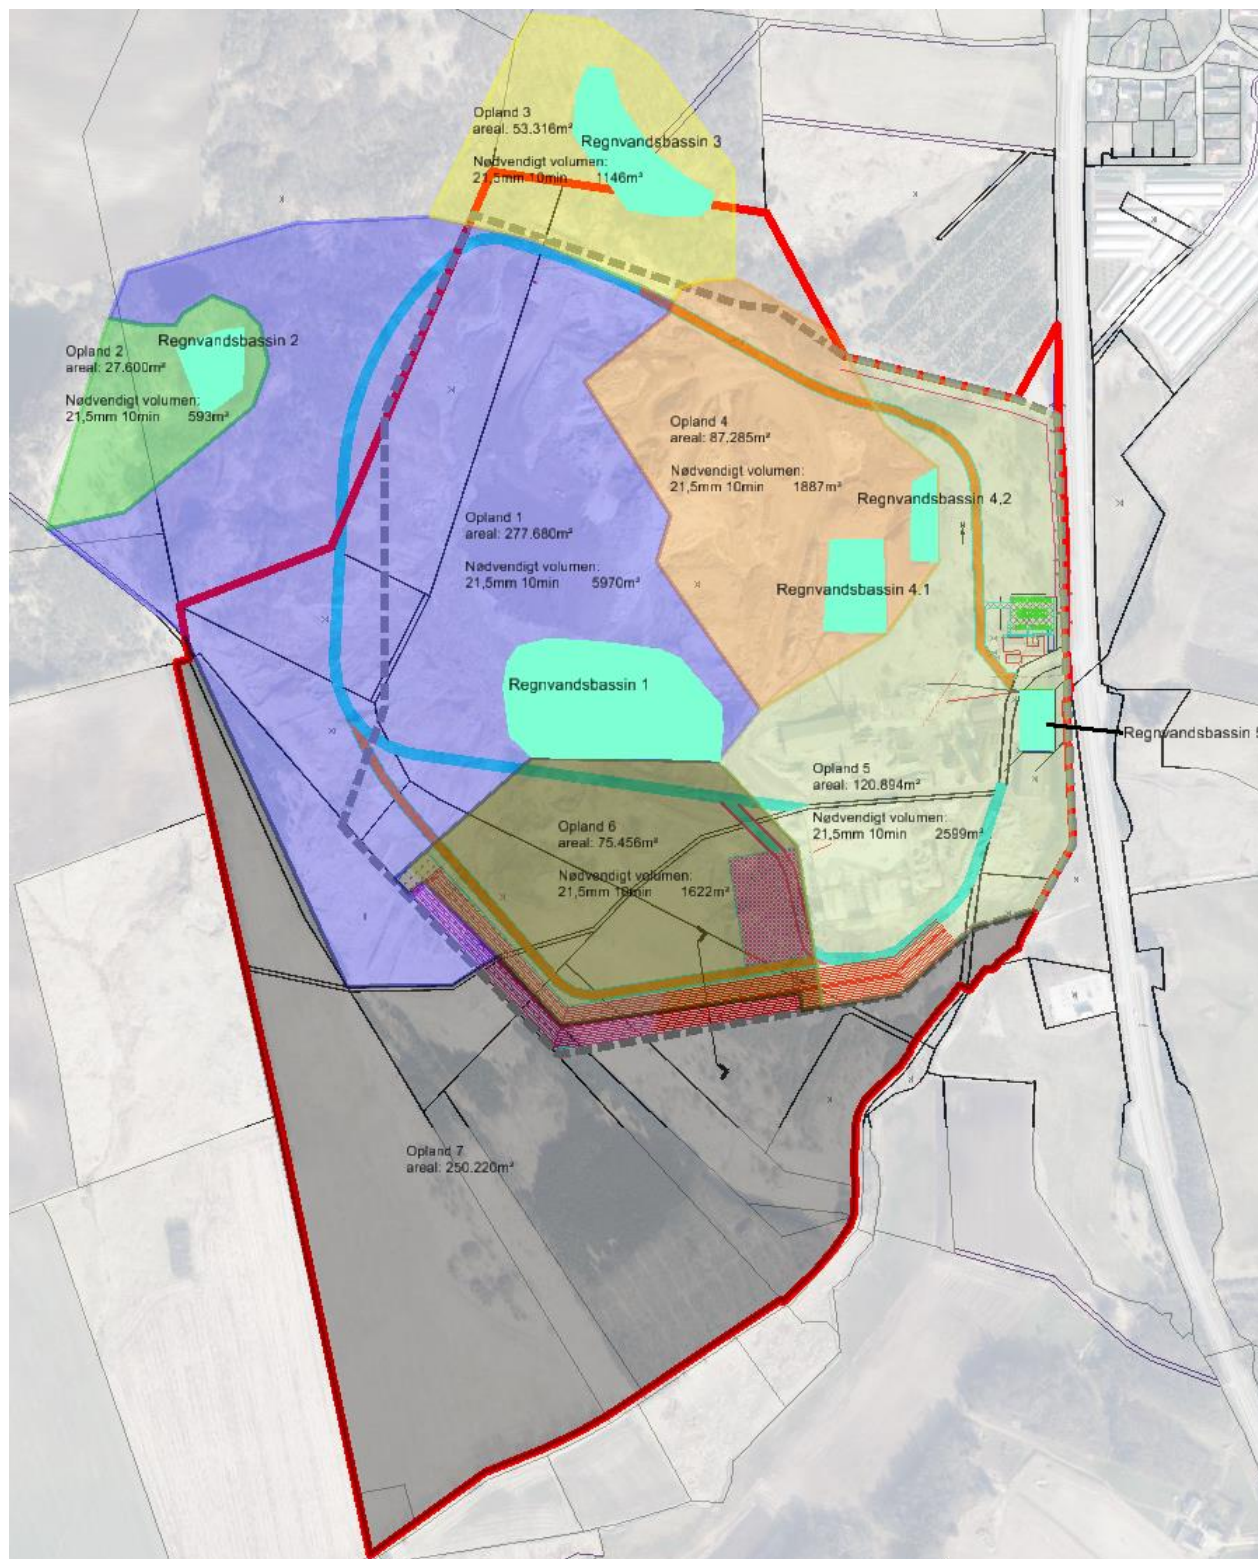 Opland 3
areal: 53.316m²
Regnvandsbassin 3
Nødvendigt volumen:
21,5mm 10min 1146m³
Regnvandsbassin 2
Opland 2
areal: 27.600m²
Nødvendigt volumen:
21,5mm 10min 593m³
Opland 4
areal: 87.285m²
Nødvendigt volumen:
21,5mm 10min 1887m³
Regnvandsbassin 4,2
Opland 1
areal: 277.680m²
Nødvendigt volumen:
21,5mm 10min 5970m³
Regnvandsbassin 4.1
Regnvandsbassin 1
Regnvandsbassin 5
Opland 5
areal: 120.894m²
Nødvendigt volumen:
21,5mm 10min 2599m³
Opland 6
areal: 75.456m²
Nødvendigt volumen:
21,5mm 10min 1622m³
Opland 7
areal: 250.220m²